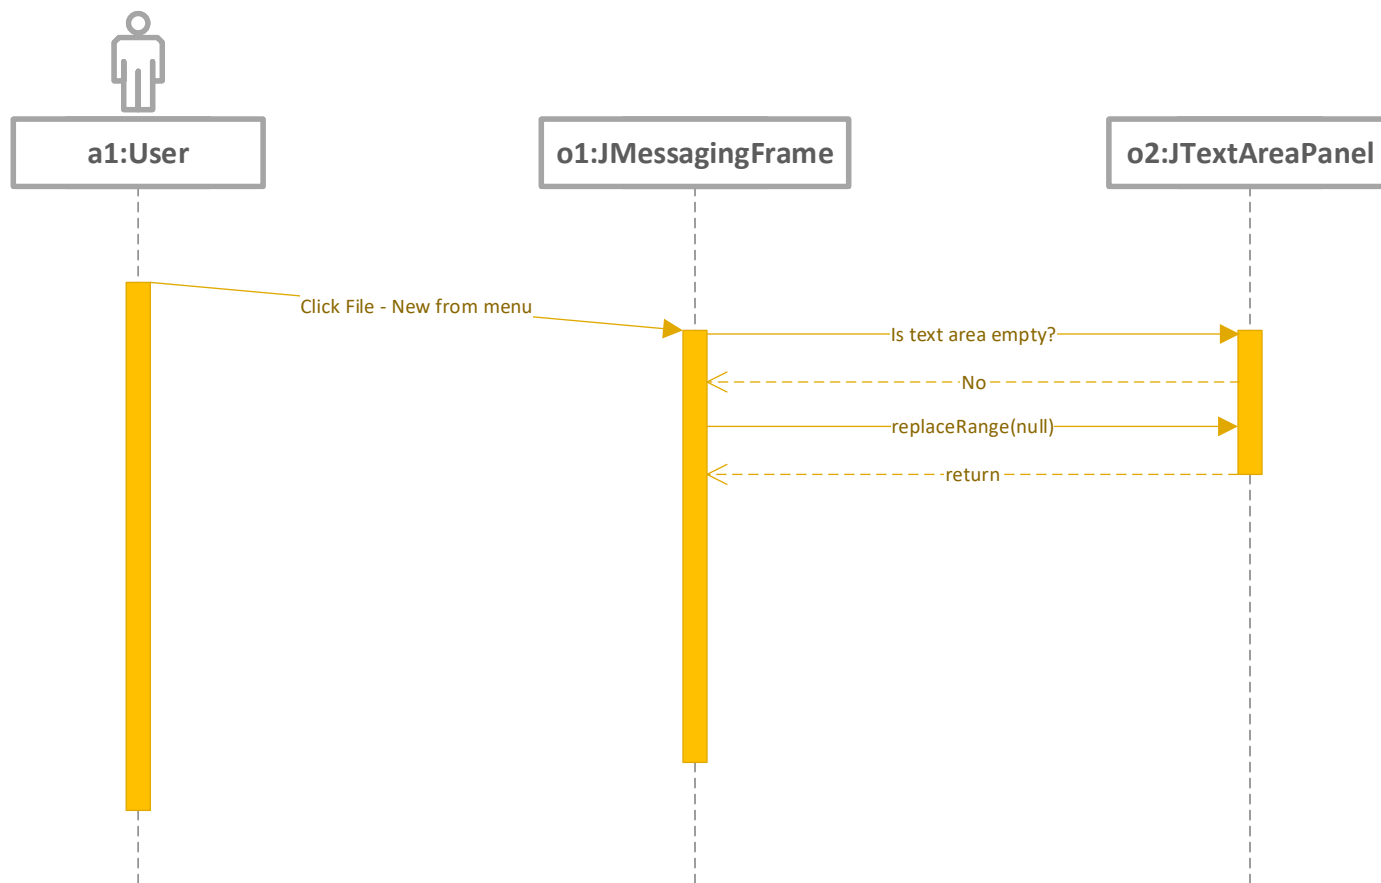 a1:User
o1:JMessagingFrame
o2:JTextAreaPanel
Click File - New from menu
Is text area empty?
No
replaceRange(null)
return